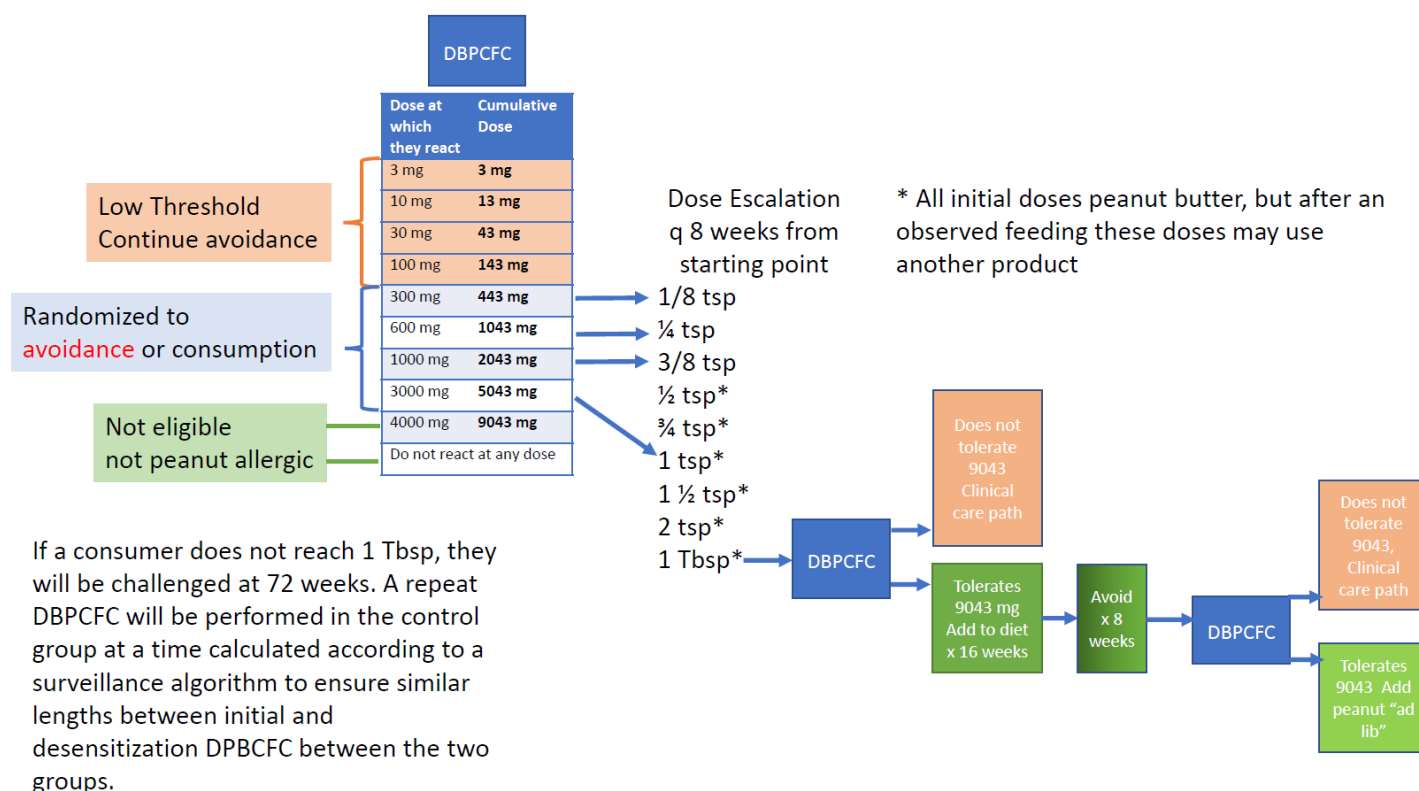 DBPCFC
Dose at which they react
Cumulative Dose
3 mg 3 mg
10 mg 13 mg
30 mg 43 mg
100 mg 143 mg
300 mg 443 mg
600 mg 1043 mg
1000 mg 2043 mg
3000 mg 5043 mg
4000 mg 9043 mg
Do not react at any dose
Low Threshold
Continue avoidance
Randomized to
avoidance or consumption
Not eligible
not peanut allergic
Dose Escalation
q 8 weeks from
starting point
1/8 tsp
¼ tsp
3/8 tsp
½ tsp*
¾ tsp*
1 tsp*
1 ½ tsp*
2 tsp*
1 Tbsp*
* All initial doses peanut butter, but after an
observed feeding these doses may use
another product
DBPCFC
Does not
tolerate
9043
Clinical
care path
Tolerates
9043 mg
Add to diet
x 16 weeks
Avoid
x 8
weeks
DBPCFC
Does not
tolerate
9043,
Clinical
care path
Tolerates
9043 Add
peanut “ad
lib”
If a consumer does not reach 1 Tbsp, they
will be challenged at 72 weeks. A repeat
DBPCFC will be performed in the control
group at a time calculated according to a
surveillance algorithm to ensure similar
lengths between initial and
desensitization DPBCFC between the two
groups.